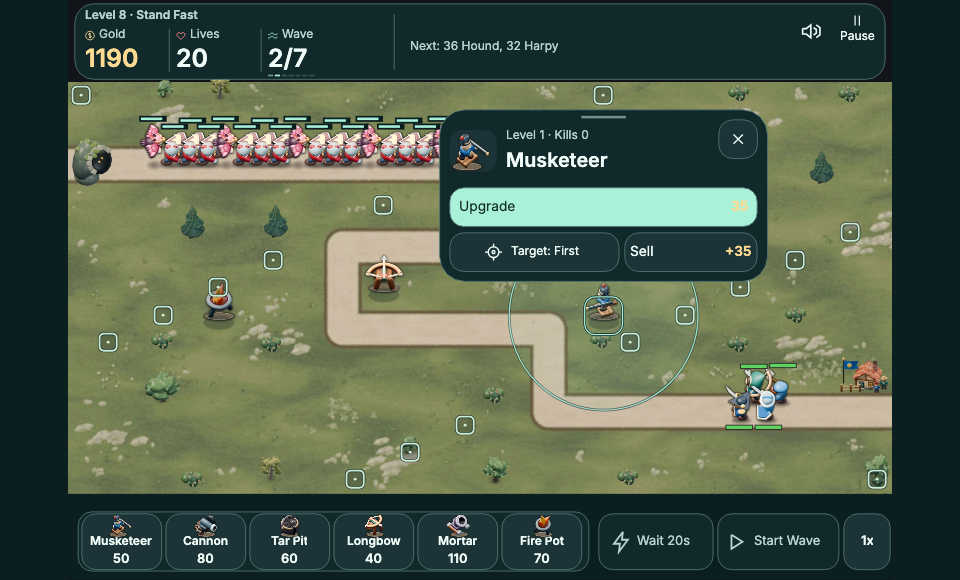 Level 8 · Stand Fast
Gold
Lives
Wave
1190
20
2/7
Next: 36 Hound, 32 Harpy
Pause
Level 1 · Kills 0
Musketeer
Upgrade
Target: First
Sell
+35
Musketeer
50
Cannon
80
Tar Pit
60
Longbow
40
Mortar
110
Fire Pot
70
Wait 20s
Start Wave
1x